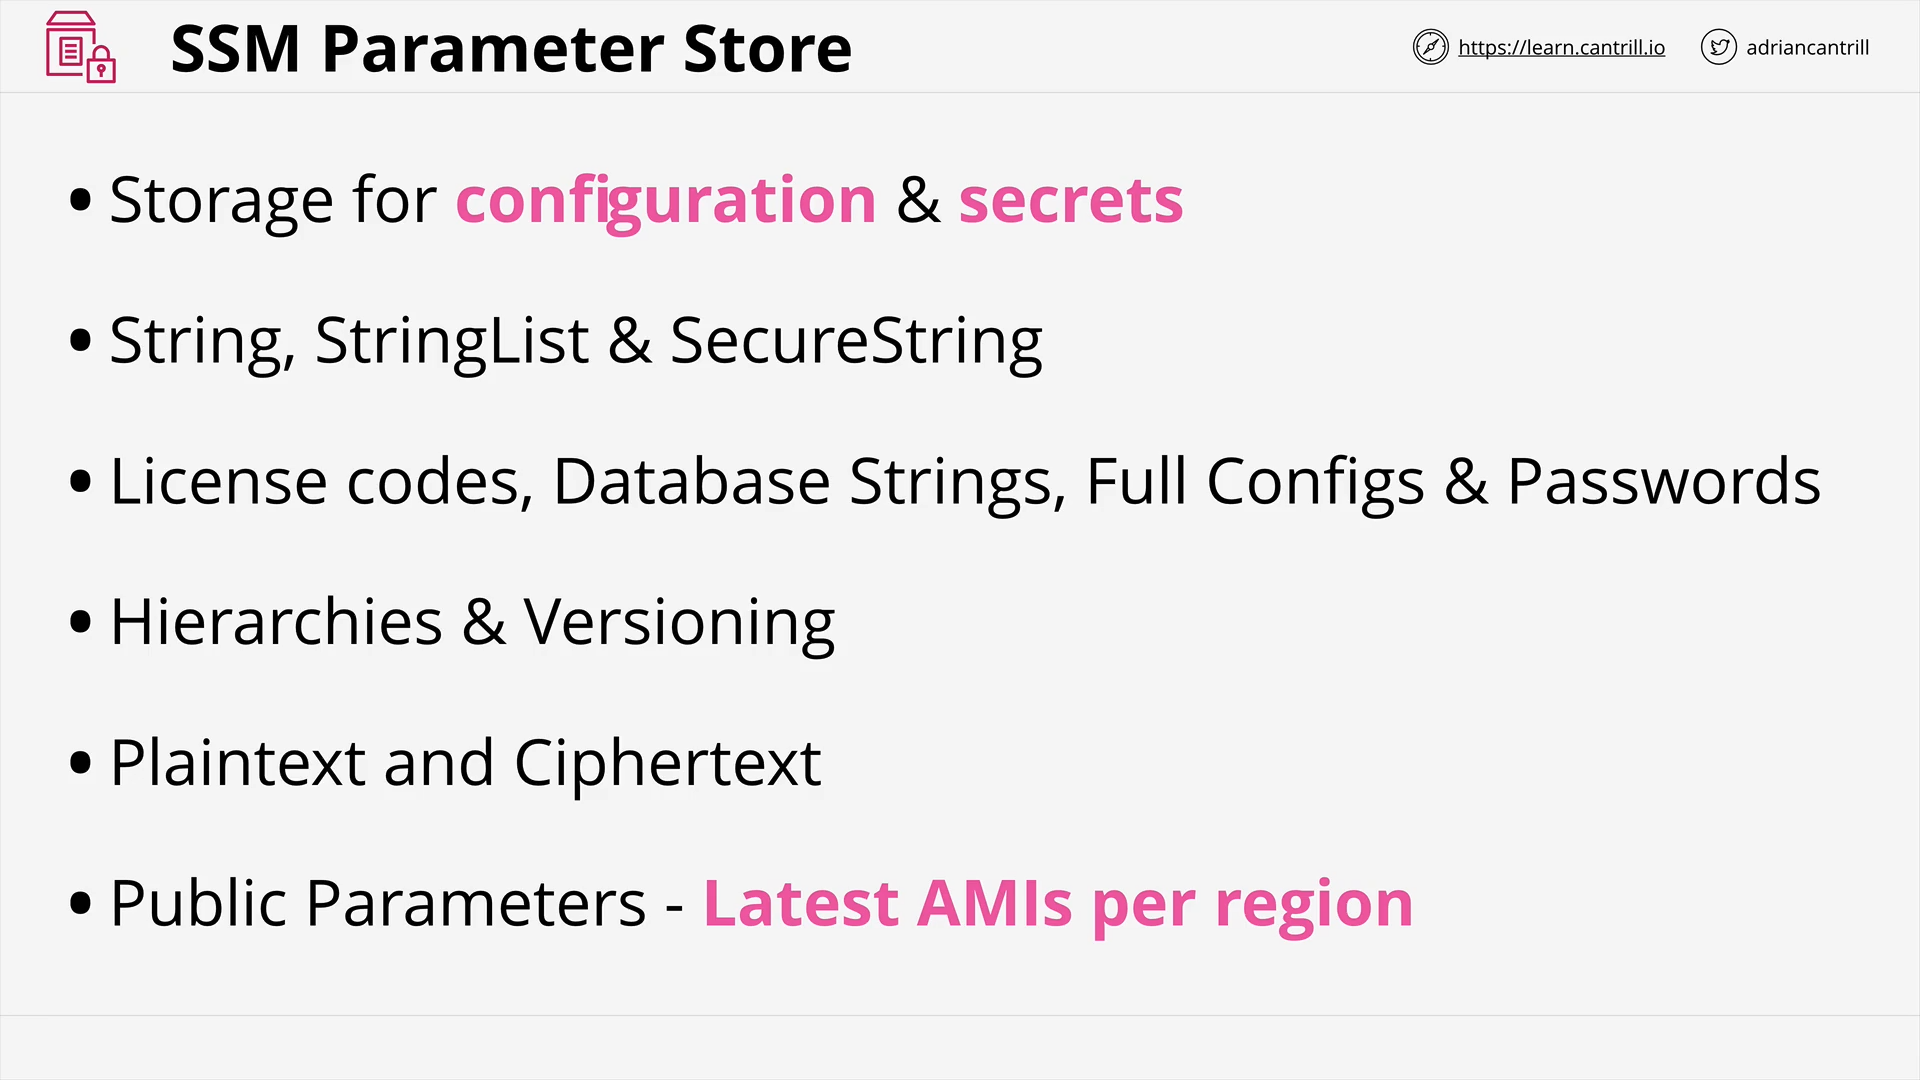 SSM Parameter Store
https://learn.cantrill.io
adriancantrill
• Storage for configuration & secrets
• String, StringList & SecureString
• License codes, Database Strings, Full Configs & Passwords
• Hierarchies & Versioning
• Plaintext and Ciphertext
• Public Parameters - Latest AMIs per region